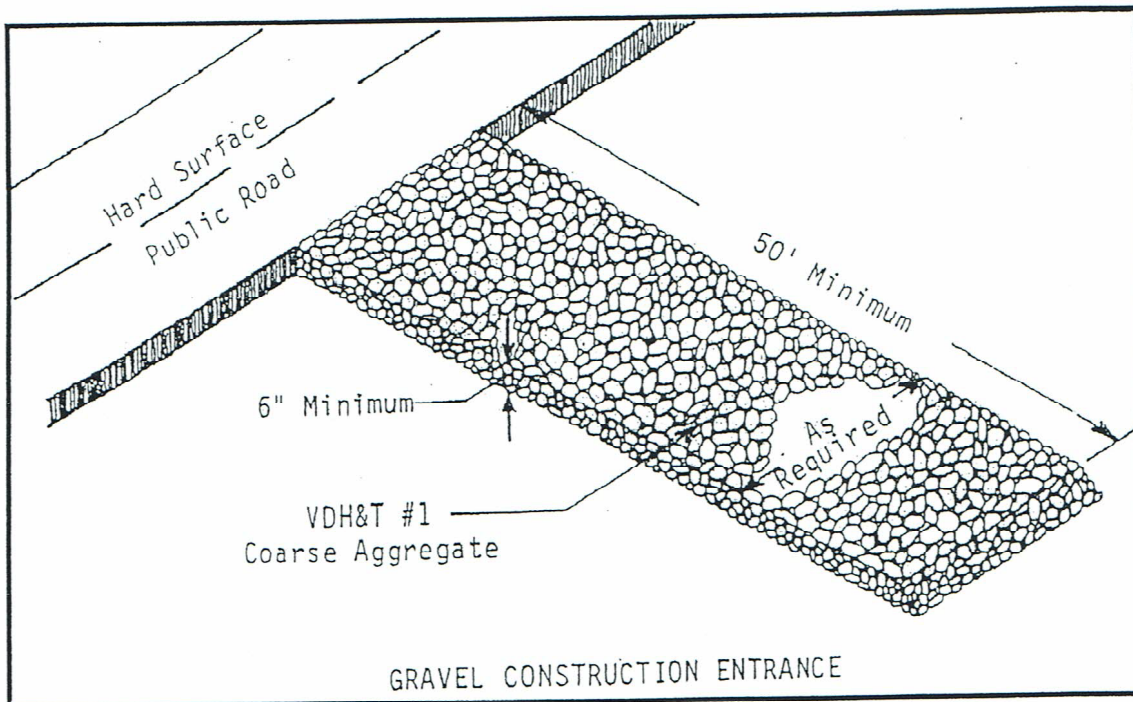 Hard Surface
Public Road
50' Minimum
6" Minimum
As
Required
VDH&T #1
Coarse Aggregate
GRAVEL CONSTRUCTION ENTRANCE